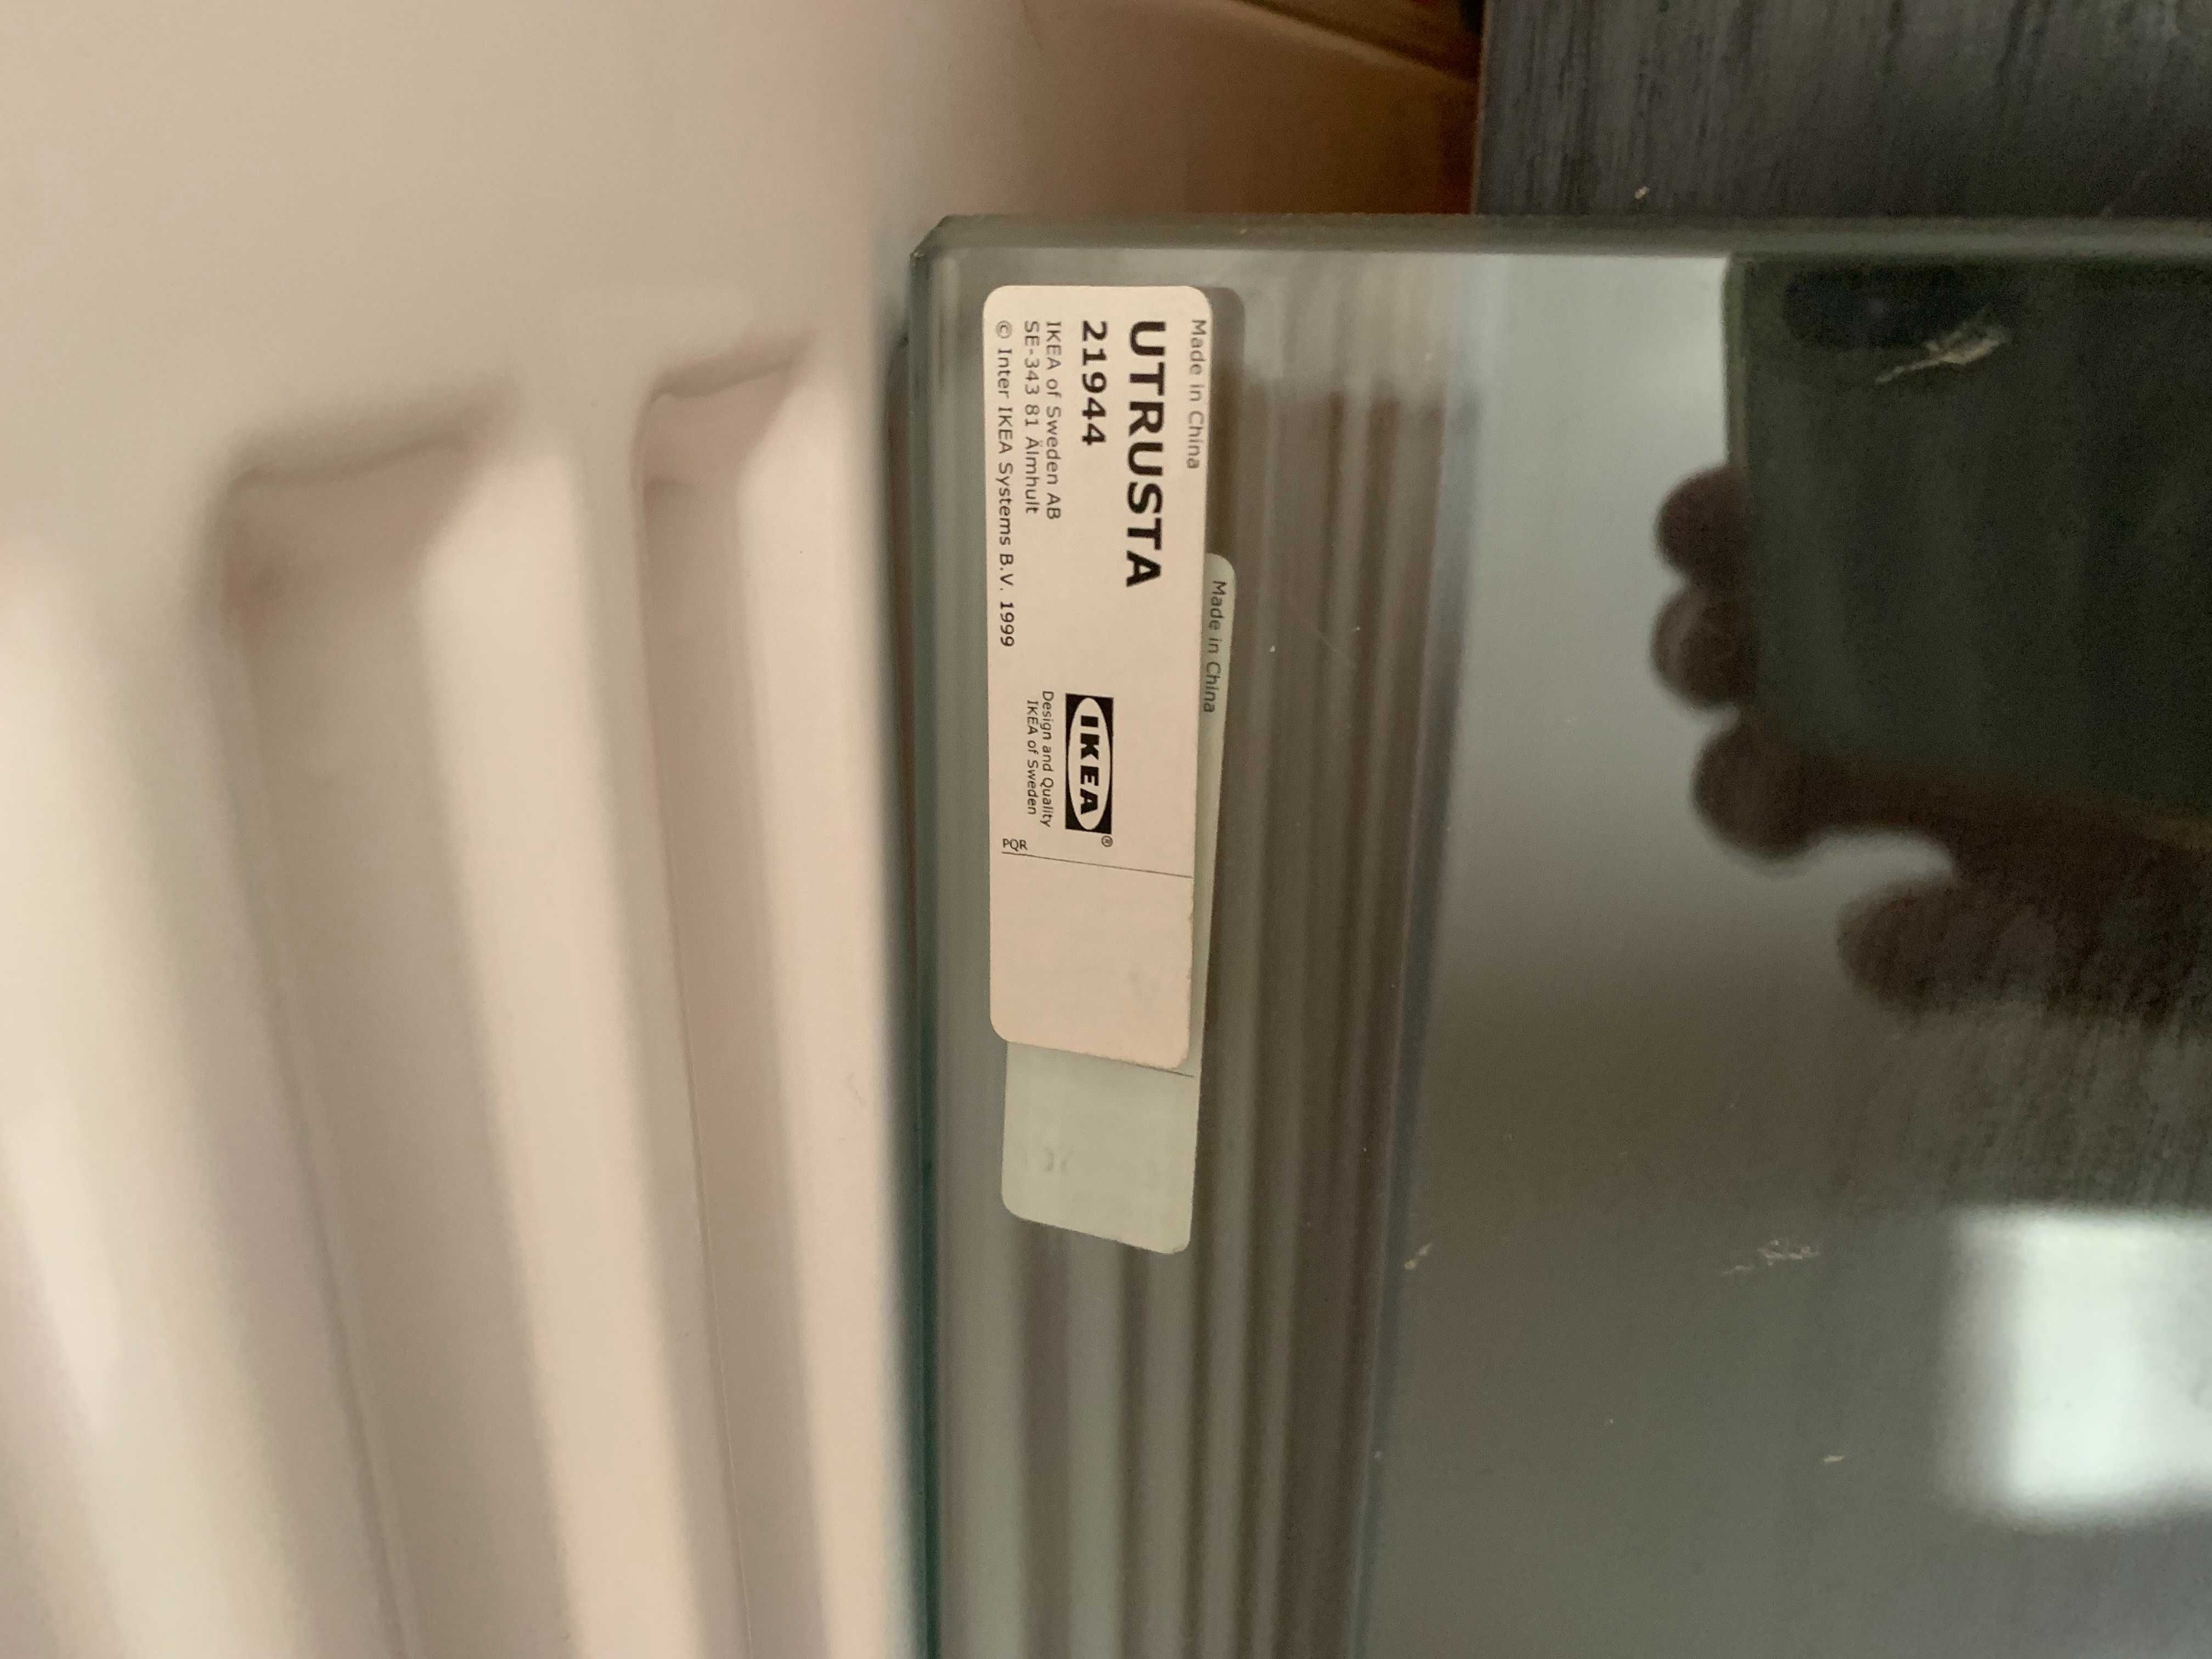 Made in China
UTRUSTA
21944
IKEA of Sweden AB
SE-343 81 Älmhult
© Inter IKEA Systems B.V. 1999
IKEA®
Design and Quality
IKEA of Sweden
PQR
Made in China